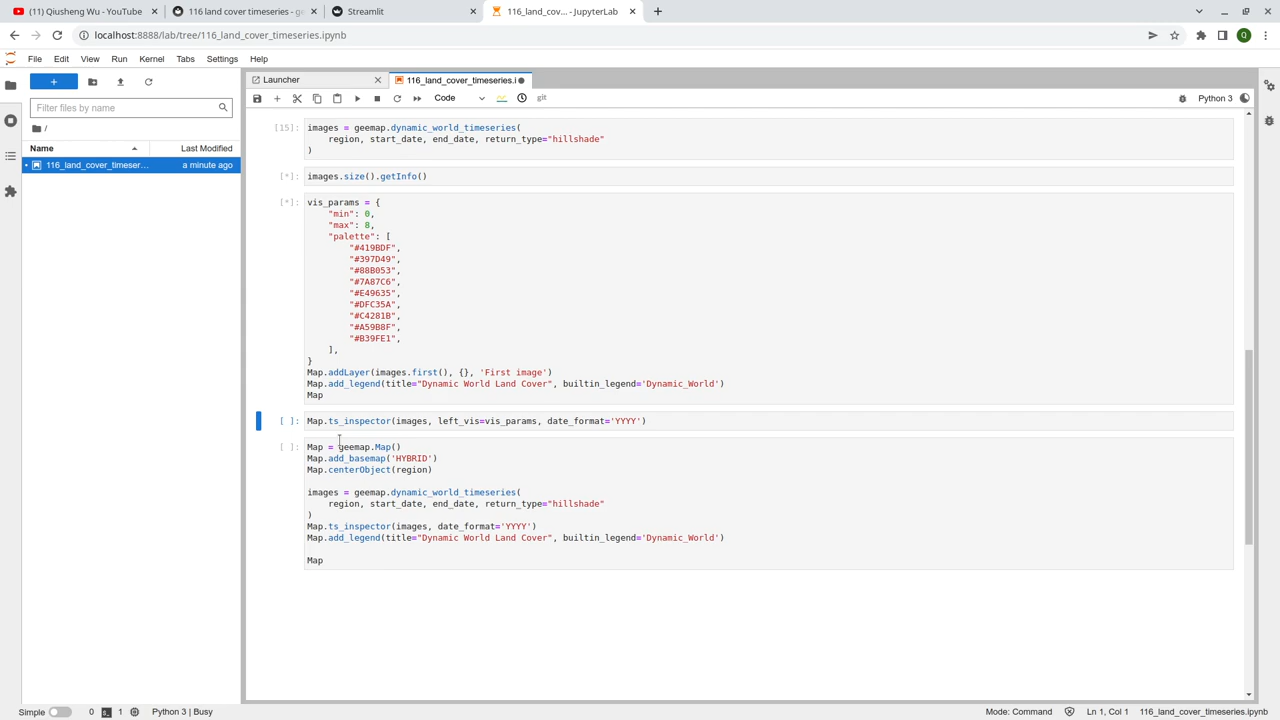 (11) Qiusheng Wu - YouTube
116 land cover timeseries - ge
Streamlit
116_land_cov... - JupyterLab
localhost:8888/lab/tree/116_land_cover_timeseries.ipynb
Q
File Edit View Run Kernel Tabs Settings Help
+
Filter files by name
/
Name Last Modified
116_land_cover_timeser... a minute ago
Launcher
116_land_cover_timeseries.i
Code
git
Python 3
[15]: images = geemap.dynamic_world_timeseries(
region, start_date, end_date, return_type="hillshade"
)
[*]: images.size().getInfo()
[*]: vis_params = {
"min": 0,
"max": 8,
"palette": [
"#419BDF",
"#397D49",
"#88B053",
"#7A87C6",
"#E49635",
"#DFC35A",
"#C4281B",
"#A59B8F",
"#B39FE1",
],
}
Map.addLayer(images.first(), {}, 'First image')
Map.add_legend(title="Dynamic World Land Cover", builtin_legend='Dynamic_World')
Map
[ ]: Map.ts_inspector(images, left_vis=vis_params, date_format='YYYY')
[ ]: Map = geemap.Map()
Map.add_basemap('HYBRID')
Map.centerObject(region)
images = geemap.dynamic_world_timeseries(
region, start_date, end_date, return_type="hillshade"
)
Map.ts_inspector(images, date_format='YYYY')
Map.add_legend(title="Dynamic World Land Cover", builtin_legend='Dynamic_World')
Map
Simple 0 1 Python 3 | Busy Mode: Command Ln 1, Col 1 116_land_cover_timeseries.ipynb